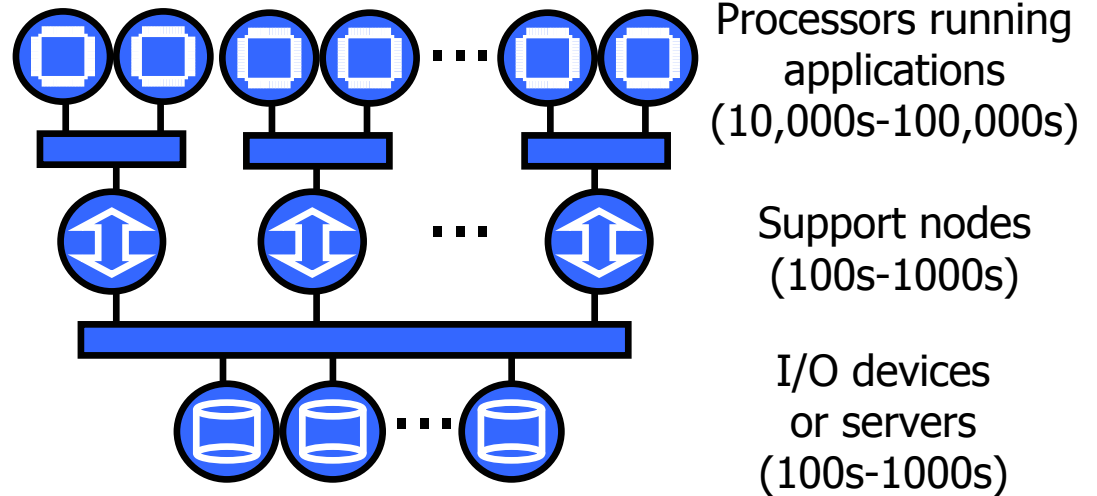 Processors running
applications
(10,000s-100,000s)
Support nodes
(100s-1000s)
I/O devices
or servers
(100s-1000s)